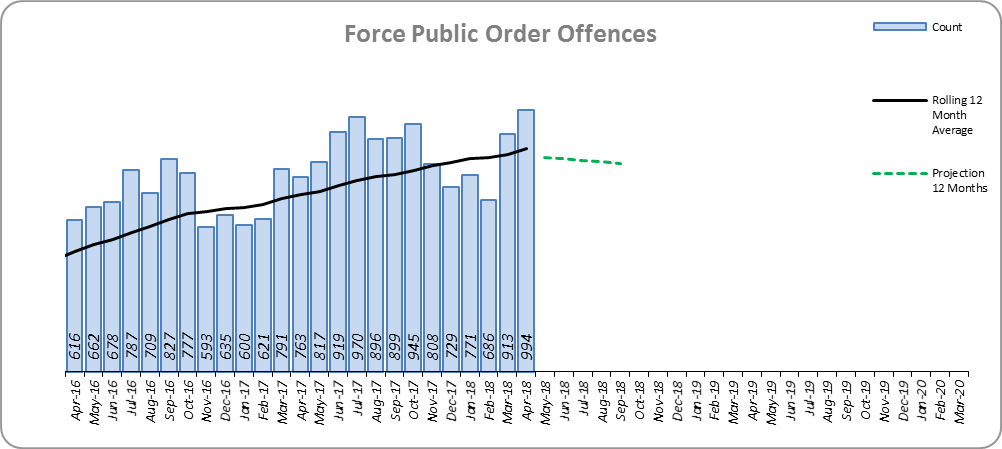 Force Public Order Offences
Count
Rolling 12
Month
Average
Projection
12 Months
616
662
678
787
709
827
777
593
635
600
621
791
763
817
919
970
896
899
945
808
729
771
686
913
994
Apr-16
May-16
Jun-16
Jul-16
Aug-16
Sep-16
Oct-16
Nov-16
Dec-16
Jan-17
Feb-17
Mar-17
Apr-17
May-17
Jun-17
Jul-17
Aug-17
Sep-17
Oct-17
Nov-17
Dec-17
Jan-18
Feb-18
Mar-18
Apr-18
May-18
Jun-18
Jul-18
Aug-18
Sep-18
Oct-18
Nov-18
Dec-18
Jan-19
Feb-19
Mar-19
Apr-19
May-19
Jun-19
Jul-19
Aug-19
Sep-19
Oct-19
Nov-19
Dec-19
Jan-20
Feb-20
Mar-20